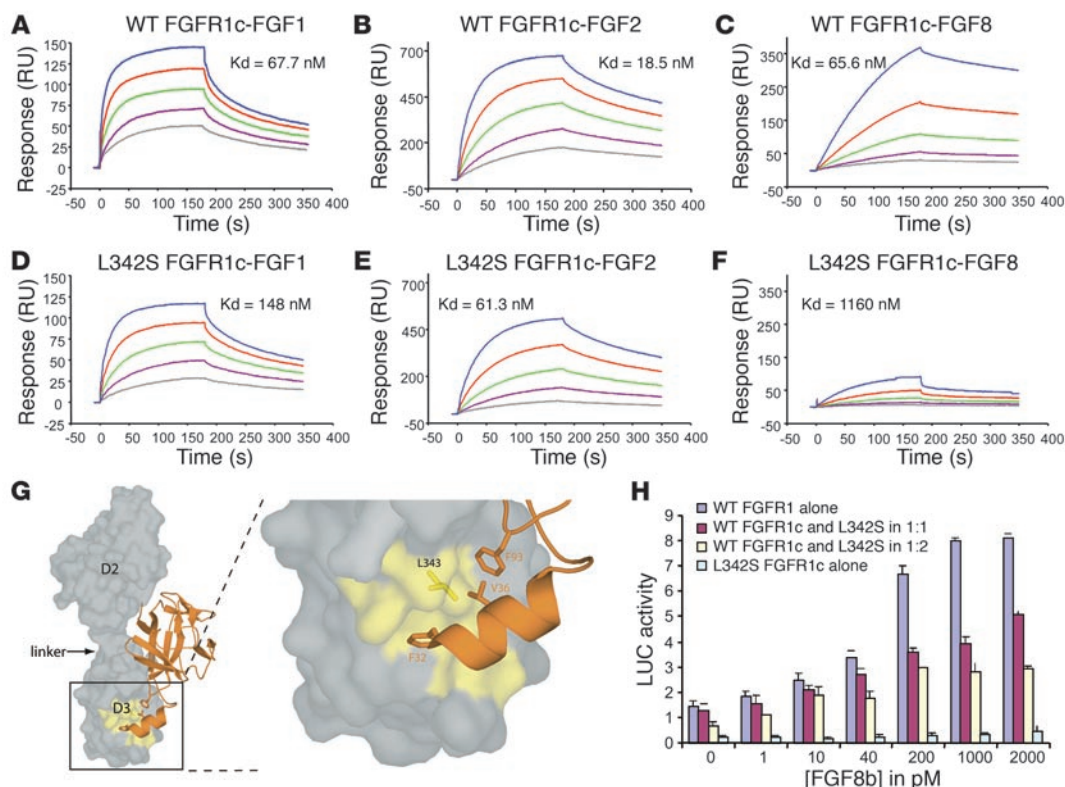 A WT FGFR1c-FGF1
Response (RU)
150
125
100
75
50
25
0
-25
Kd = 67.7 nM
-50 0 50 100 150 200 250 300 350 400
Time (s)
B WT FGFR1c-FGF2
Response (RU)
700
450
200
-50
Kd = 18.5 nM
-50 0 50 100 150 200 250 300 350 400
Time (s)
C WT FGFR1c-FGF8
Response (RU)
350
250
150
50
-50
Kd = 65.6 nM
-50 0 50 100 150 200 250 300 350 400
Time (s)
D L342S FGFR1c-FGF1
Response (RU)
150
125
100
75
50
25
0
-25
Kd = 148 nM
-50 0 50 100 150 200 250 300 350 400
Time (s)
E L342S FGFR1c-FGF2
Response (RU)
700
450
200
-50
Kd = 61.3 nM
-50 0 50 100 150 200 250 300 350 400
Time (s)
F L342S FGFR1c-FGF8
Response (RU)
350
250
150
50
-50
Kd = 1160 nM
-50 0 50 100 150 200 250 300 350 400
Time (s)
G
D2
linker
D3
L343
F93
V36
F32
H
WT FGFR1 alone
WT FGFR1c and L342S in 1:1
WT FGFR1c and L342S in 1:2
L342S FGFR1c alone
LUC activity
8
7
6
5
4
3
2
1
0
0 1 10 40 200 1000 2000
[FGF8b] in pM